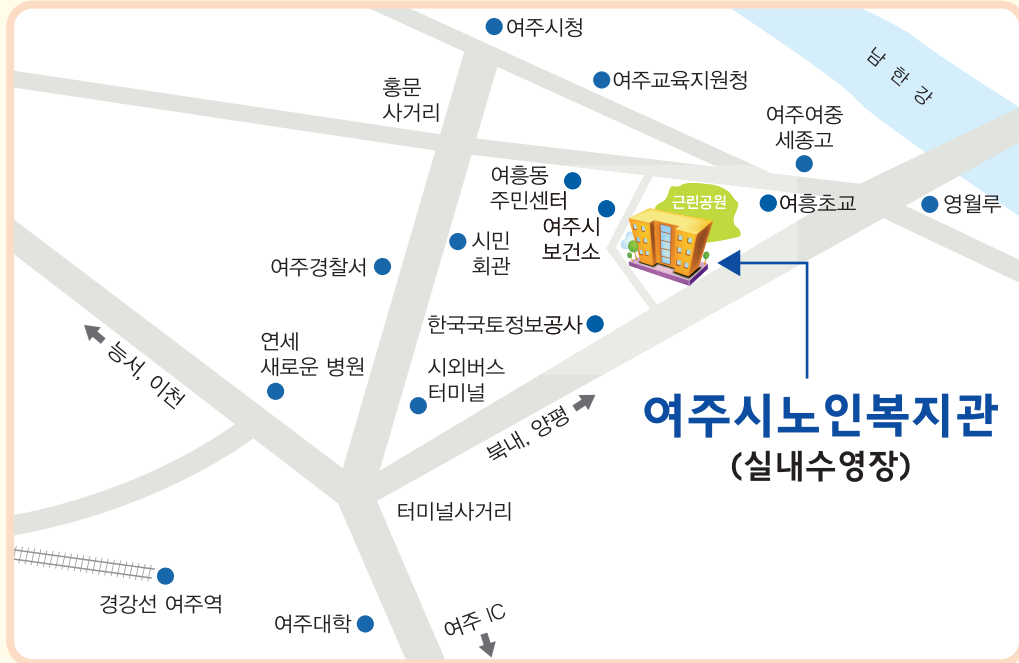 여주시청
여주교육지원청
남한강
홍문
사거리
여주여중
세종고
여흥동
주민센터
근린공원
여흥초교
영월루
여주시
보건소
시민
회관
여주경찰서
한국국토정보공사
연세
새로운 병원
능서, 이천
시외버스
터미널
북내, 양평
여주시노인복지관
(실내수영장)
터미널사거리
경강선 여주역
여주대학
여주 IC